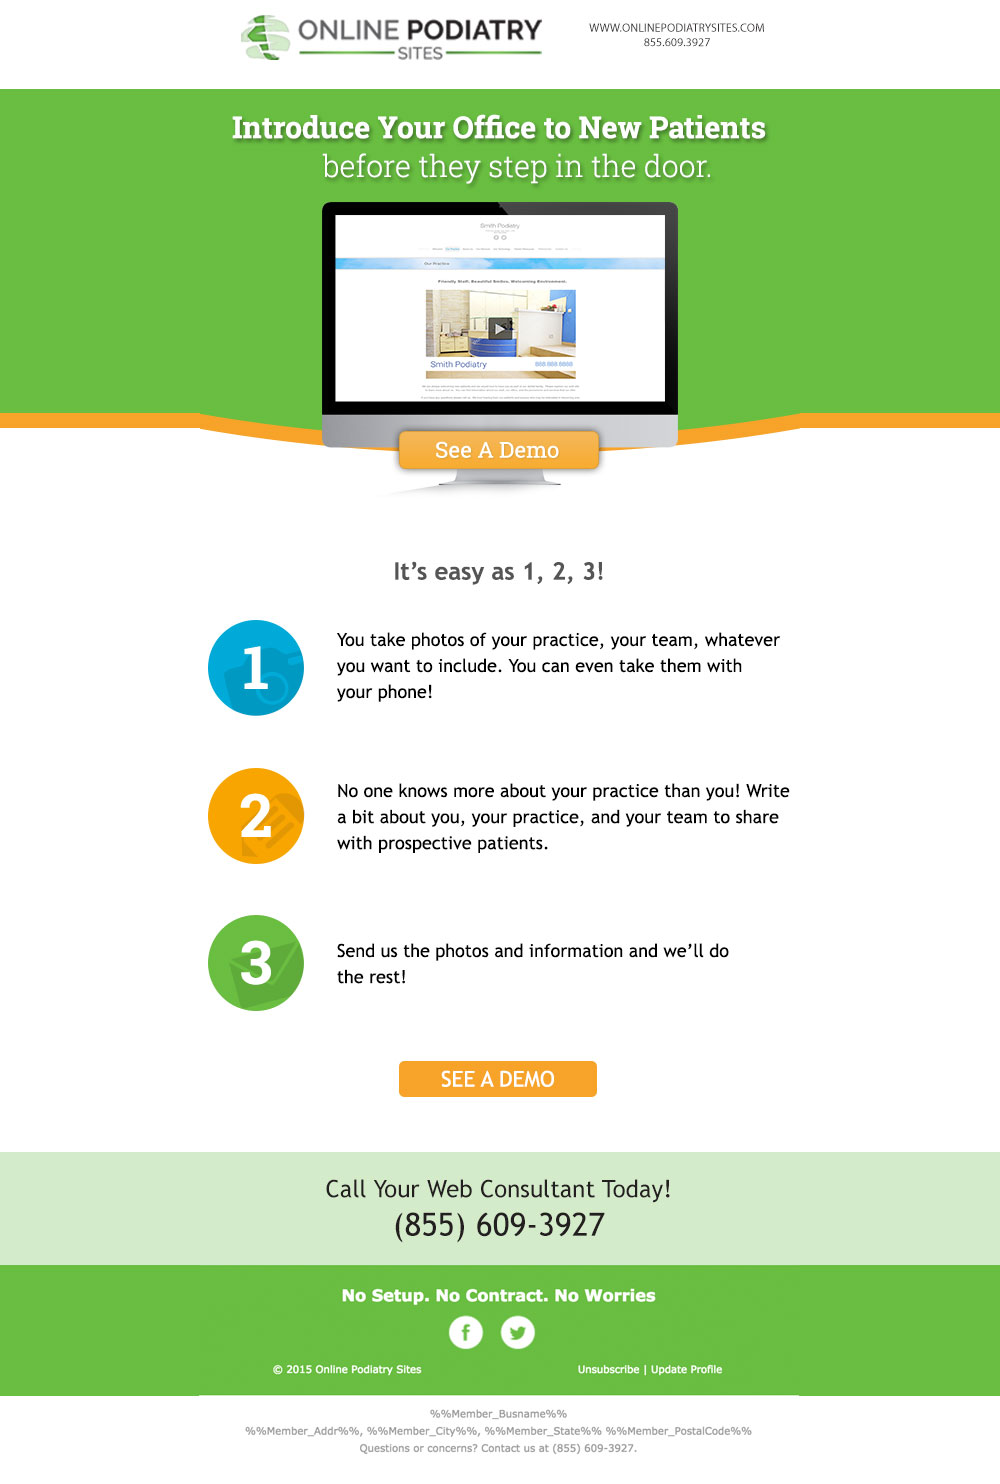 ONLINE PODIATRY
SITES
WWW.ONLINEPODIATRYSITES.COM
855.609.3927
Introduce Your Office to New Patients
before they step in the door.
Smith Podiatry
Our Practice
Friendly Staff, Beautiful Smiles, Welcoming Environment.
Smith Podiatry
See A Demo
It's easy as 1, 2, 3!
1
You take photos of your practice, your team, whatever
you want to include. You can even take them with
your phone!
2
No one knows more about your practice than you! Write
a bit about you, your practice, and your team to share
with prospective patients.
3
Send us the photos and information and we'll do
the rest!
SEE A DEMO
Call Your Web Consultant Today!
(855) 609-3927
No Setup. No Contract. No Worries
© 2015 Online Podiatry Sites
Unsubscribe | Update Profile
%%Member_Busname%%
%%Member_Addr%%, %%Member_City%%, %%Member_State%% %%Member_PostalCode%%
Questions or concerns? Contact us at (855) 609-3927.